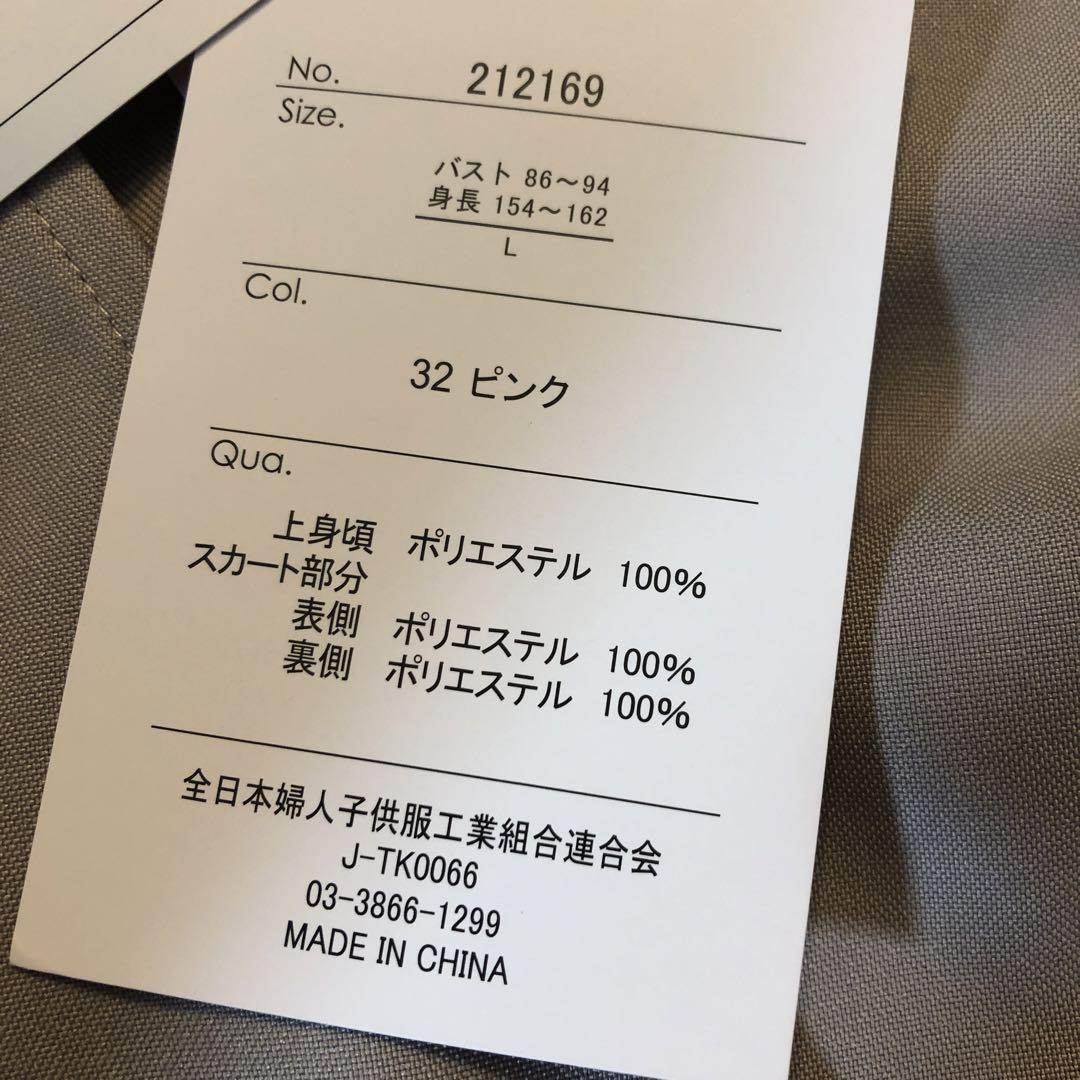 No. 212169
Size.
バスト 86～94
身長 154～162
L
Col.
32 ピンク
Qua.
上身頃 ポリエステル 100%
スカート部分
表側 ポリエステル 100%
裏側 ポリエステル 100%
全日本婦人子供服工業組合連合会
J-TK0066
03-3866-1299
MADE IN CHINA